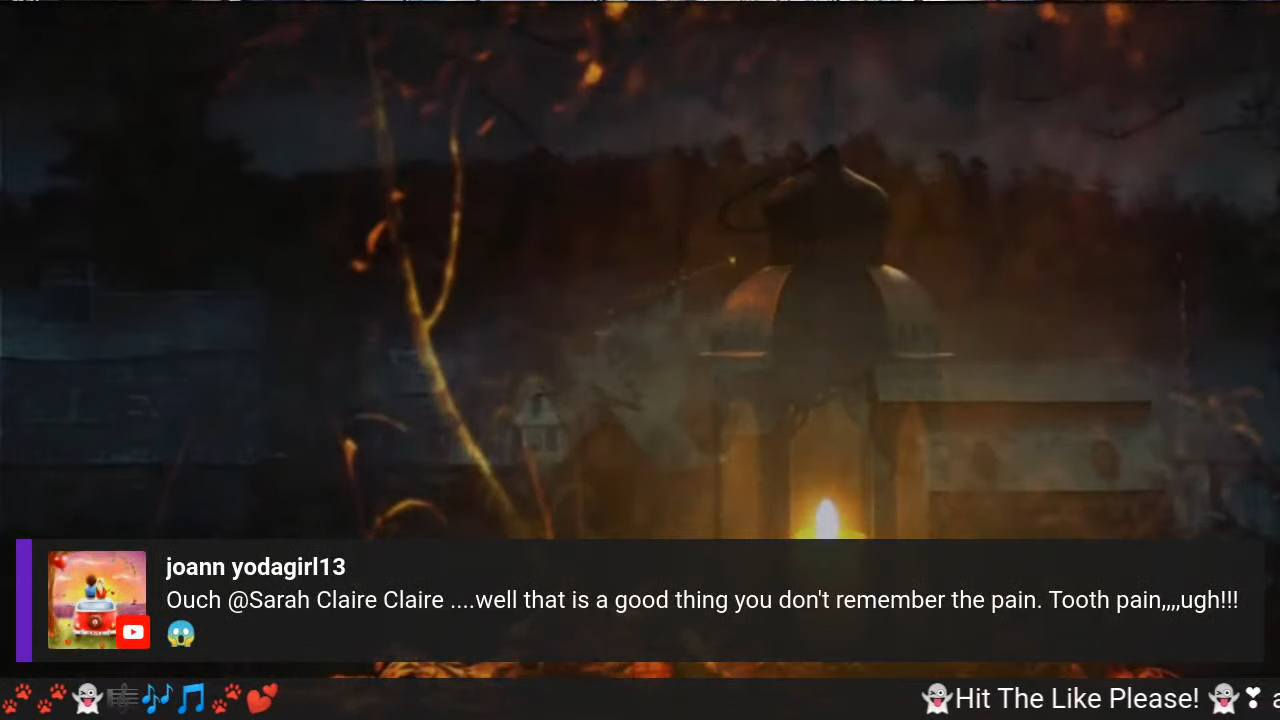 joann yodagirl13
Ouch @Sarah Claire Claire ....well that is a good thing you don't remember the pain. Tooth pain,,,,ugh!!!
😱
🐾🐾👻🎼🎶🎵🐾💕 👻Hit The Like Please! 👻❣ a